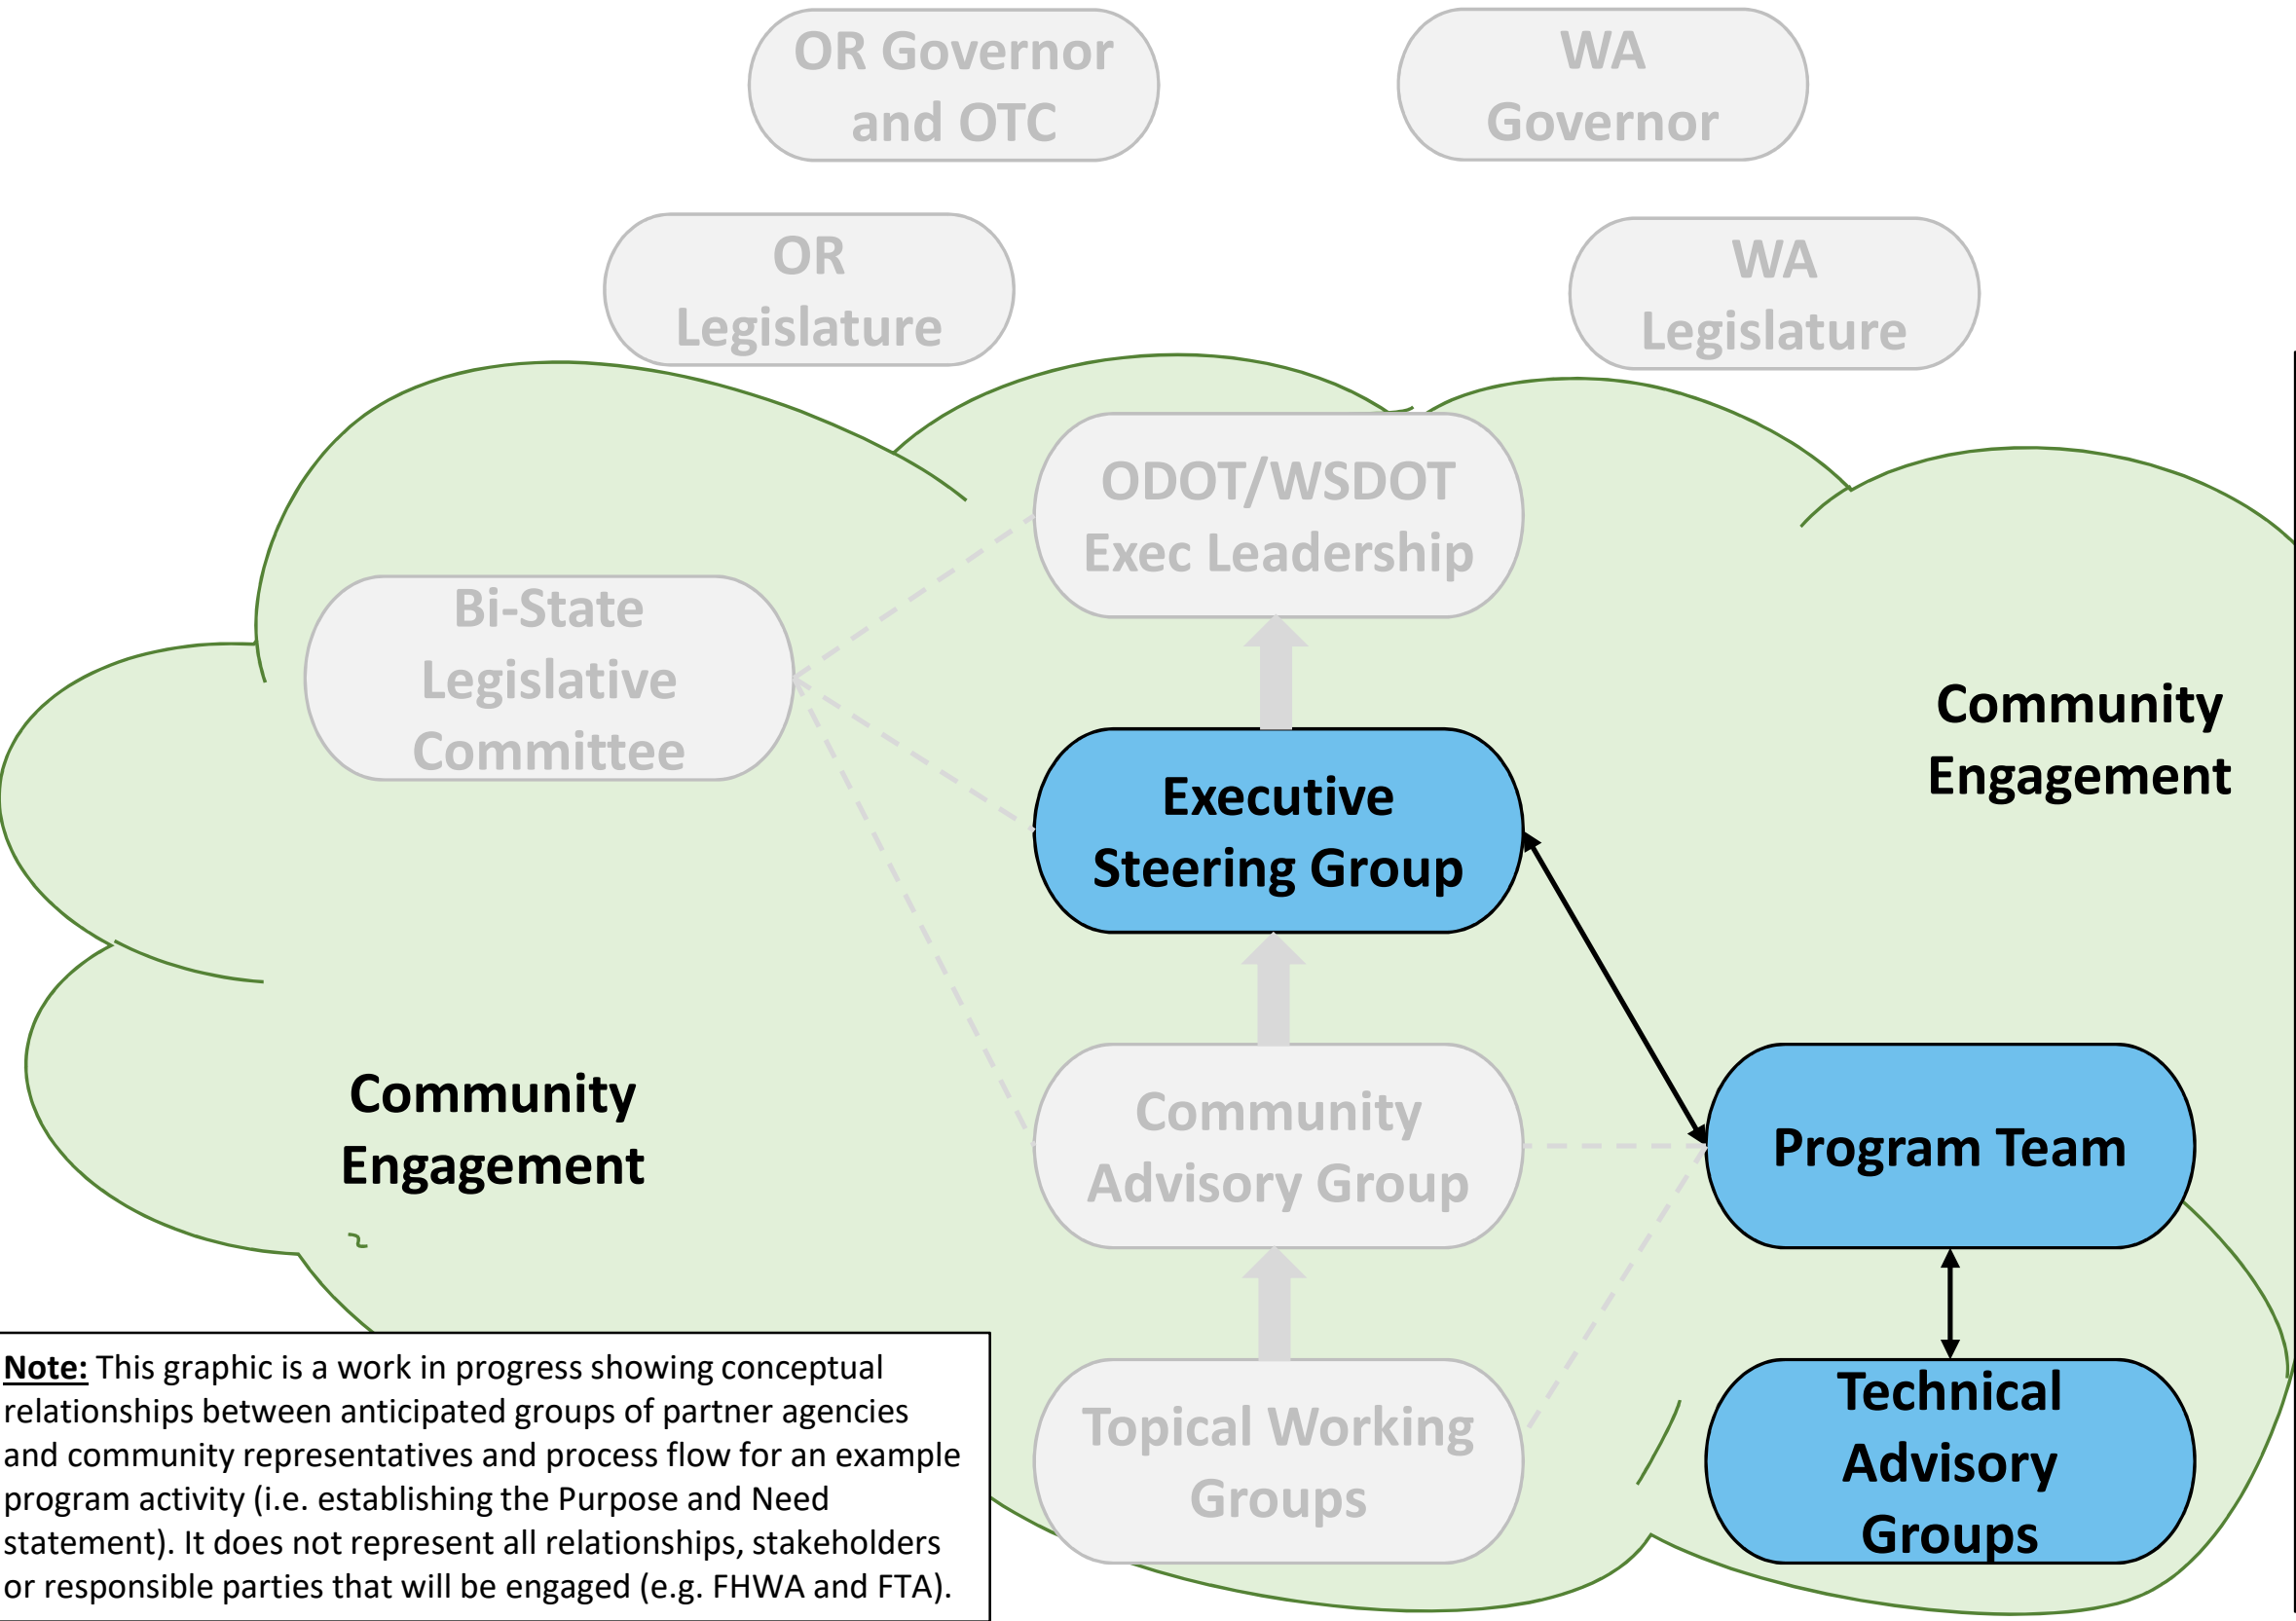 OR Governor
and OTC
WA
Governor
OR
Legislature
WA
Legislature
ODOT/WSDOT
Exec Leadership
Bi-State
Legislative
Committee
Community
Engagement
Executive
Steering Group
Community
Engagement
Community
Advisory Group
Program Team
Topical Working
Groups
Technical
Advisory
Groups
Note: This graphic is a work in progress showing conceptual
relationships between anticipated groups of partner agencies
and community representatives and process flow for an example
program activity (i.e. establishing the Purpose and Need
statement). It does not represent all relationships, stakeholders
or responsible parties that will be engaged (e.g. FHWA and FTA).